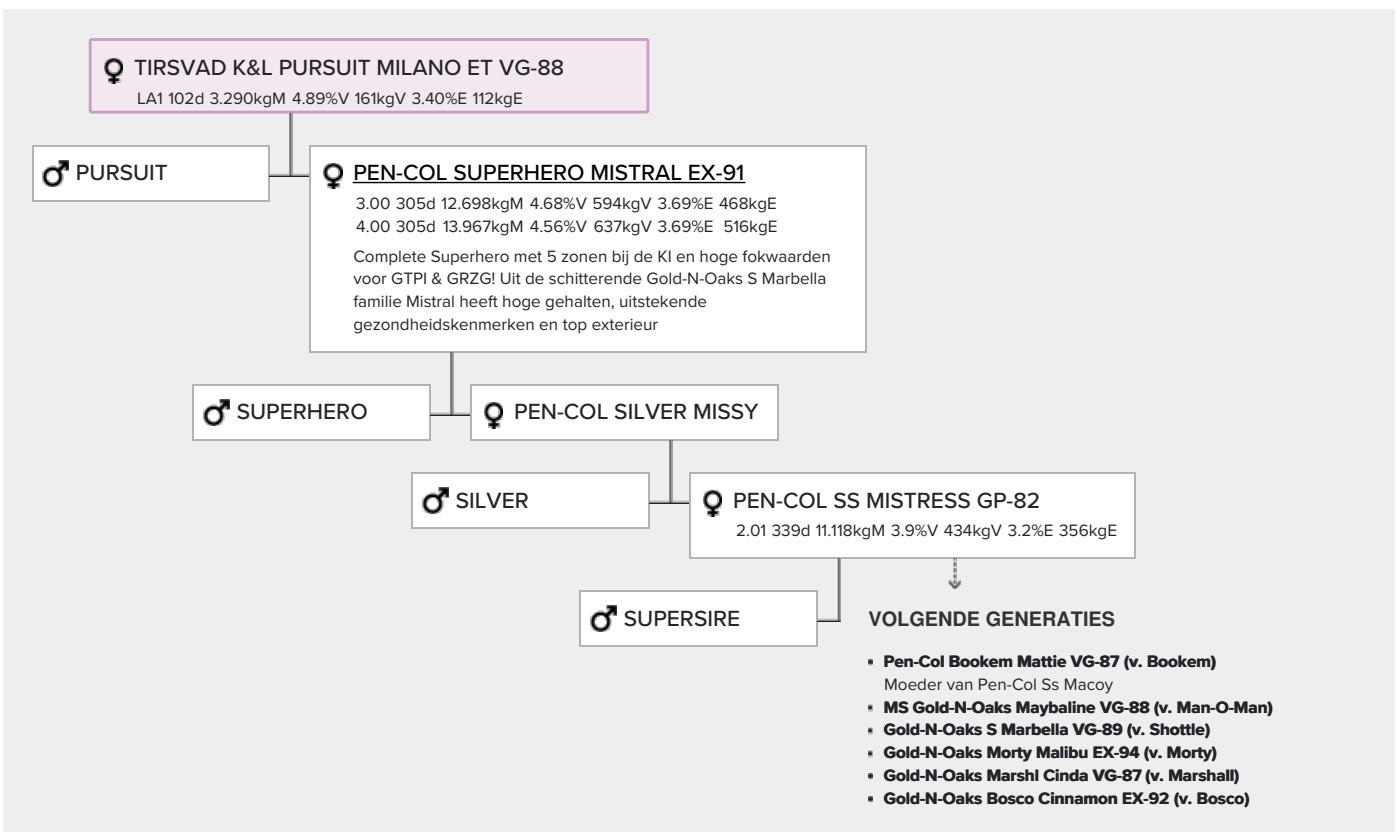 TIRSVAD K&L PURSUIT MILANO ET VG-88
LA1 102d 3.290kgM 4.89%V 161kgV 3.40%E 112kgE
PURSUIT
PEN-COL SUPERHERO MISTRAL EX-91
3.00 305d 12.698kgM 4.68%V 594kgV 3.69%E 468kgE
4.00 305d 13.967kgM 4.56%V 637kgV 3.69%E 516kgE
Complete Superhero met 5 zonen bij de KI en hoge fokwaarden
voor GTPI & GRZG! Uit de schitterende Gold-N-Oaks S Marbella
familie Mistral heeft hoge gehalten, uitstekende
gezondheidskenmerken en top exterieur
SUPERHERO
PEN-COL SILVER MISSY
SILVER
PEN-COL SS MISTRESS GP-82
2.01 339d 11.118kgM 3.9%V 434kgV 3.2%E 356kgE
SUPERSIRE
VOLGENDE GENERATIES
• Pen-Col Bookem Mattie VG-87 (v. Bookem)
Moeder van Pen-Col Ss Macoy
• MS Gold-N-Oaks Maybaline VG-88 (v. Man-O-Man)
• Gold-N-Oaks S Marbella VG-89 (v. Shottle)
• Gold-N-Oaks Morty Malibu EX-94 (v. Morty)
• Gold-N-Oaks Marshl Cinda VG-87 (v. Marshall)
• Gold-N-Oaks Bosco Cinnamon EX-92 (v. Bosco)